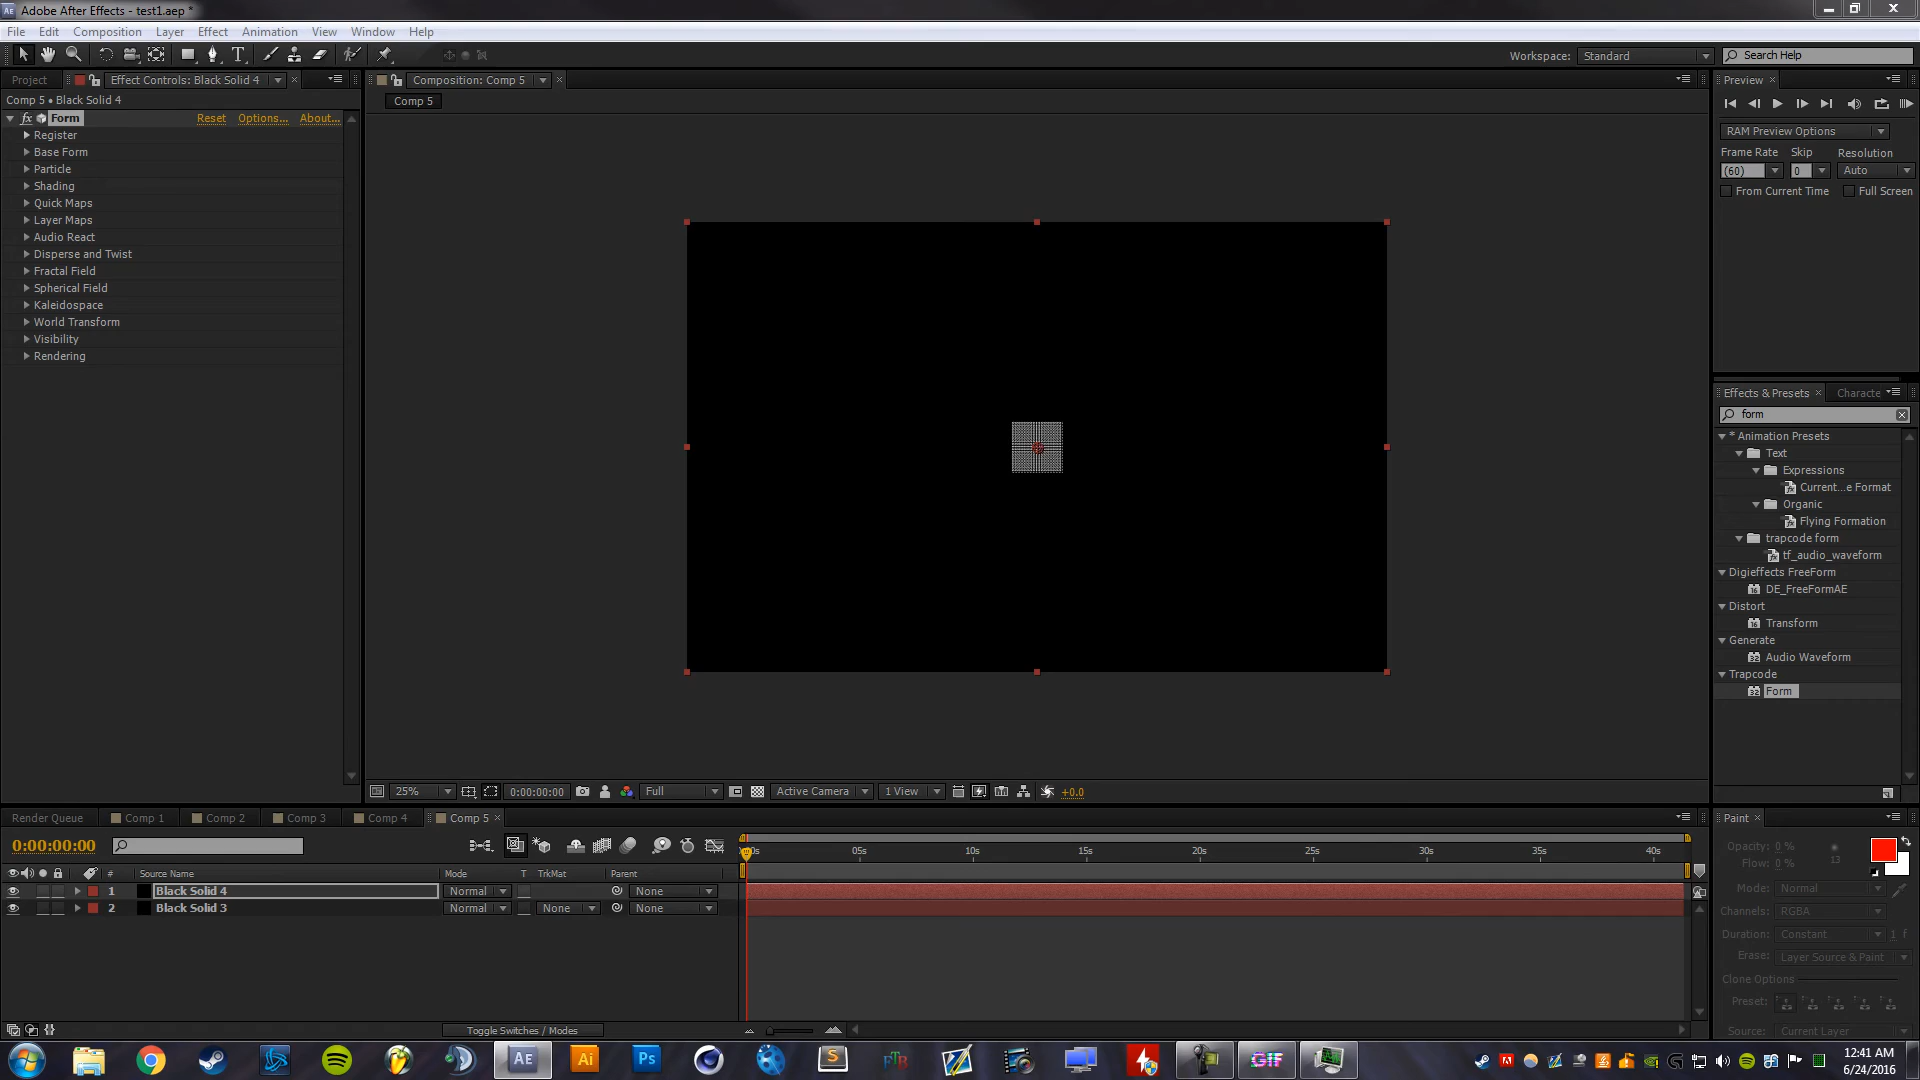 Adobe After Effects - test1.aep *
File Edit Composition Layer Effect Animation View Window Help
Workspace: Standard Search Help
Project Effect Controls: Black Solid 4 Composition: Comp 5 Preview
Comp 5 • Black Solid 4 Comp 5
fx Form Reset Options... About...
Register
Base Form
Particle
Shading
Quick Maps
Layer Maps
Audio React
Disperse and Twist
Fractal Field
Spherical Field
Kaleidospace
World Transform
Visibility
Rendering
RAM Preview Options
Frame Rate Skip Resolution
(60) 0 Auto
From Current Time Full Screen
Effects & Presets Characte
form
* Animation Presets
Text
Expressions
Current...e Format
Organic
Flying Formation
trapcode form
tf_audio_waveform
Digieffects FreeForm
DE_FreeFormAE
Distort
Transform
Generate
Audio Waveform
Trapcode
Form
25% 0:00:00:00 Full Active Camera 1 View +0.0
Render Queue Comp 1 Comp 2 Comp 3 Comp 4 Comp 5
0:00:00:00
05s 10s 15s 20s 25s 30s 35s 40s
# Source Name Mode T TrkMat Parent
1 Black Solid 4 Normal None
2 Black Solid 3 Normal None None
Toggle Switches / Modes
Paint
Opacity: 0 %
Flow: 0 % 13
Mode: Normal
Channels: RGBA
Duration: Constant 1 f
Erase: Layer Source & Paint
Clone Options
Preset:
Source: Current Layer
Ae Ai Ps S FTB GIF
12:41 AM
6/24/2016